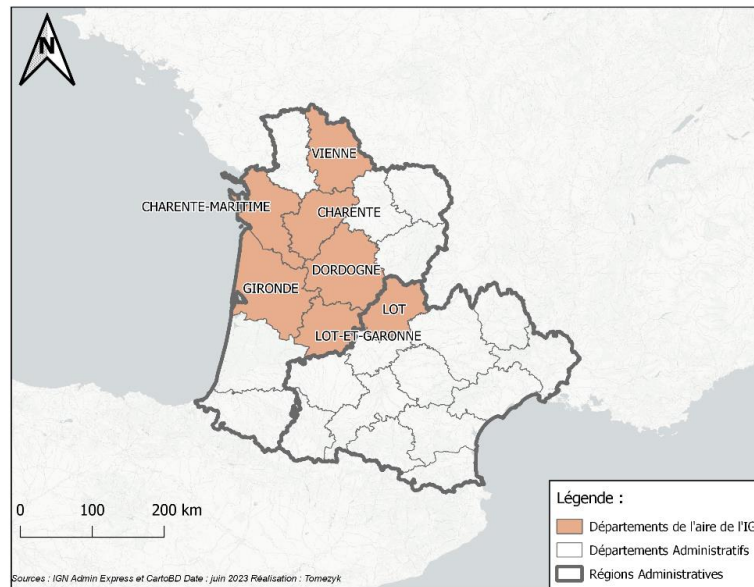 N
VIENNE
CHARENTE-MARITIME
CHARENTE
DORDOGNE
GIRONDE
LOT
LOT-ET-GARONNE
0 100 200 km
Légende :
Départements de l'aire de l'IG
Départements Administratifs
Régions Administratives
Sources : IGN Admin Express et CartoBD Date : juin 2023 Réalisation : Tomezyk